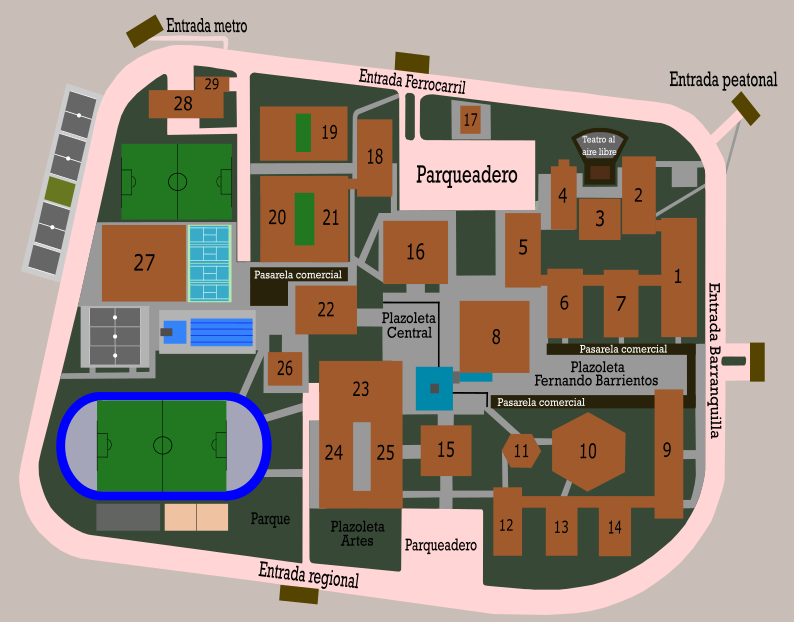 Entrada metro
Entrada Ferrocarril
Entrada peatonal
29
28
17
19
18
Teatro al
aire libre
Parqueadero
4
2
3
20
21
5
16
27
1
Pasarela comercial
22
6
7
Plazoleta
Central
8
Entrada Barranquilla
Pasarela comercial
Plazoleta
Fernando Barrientos
26
23
Pasarela comercial
24
25
15
11
10
9
Parque
Plazoleta
Artes
12
13
14
Parqueadero
Entrada regional